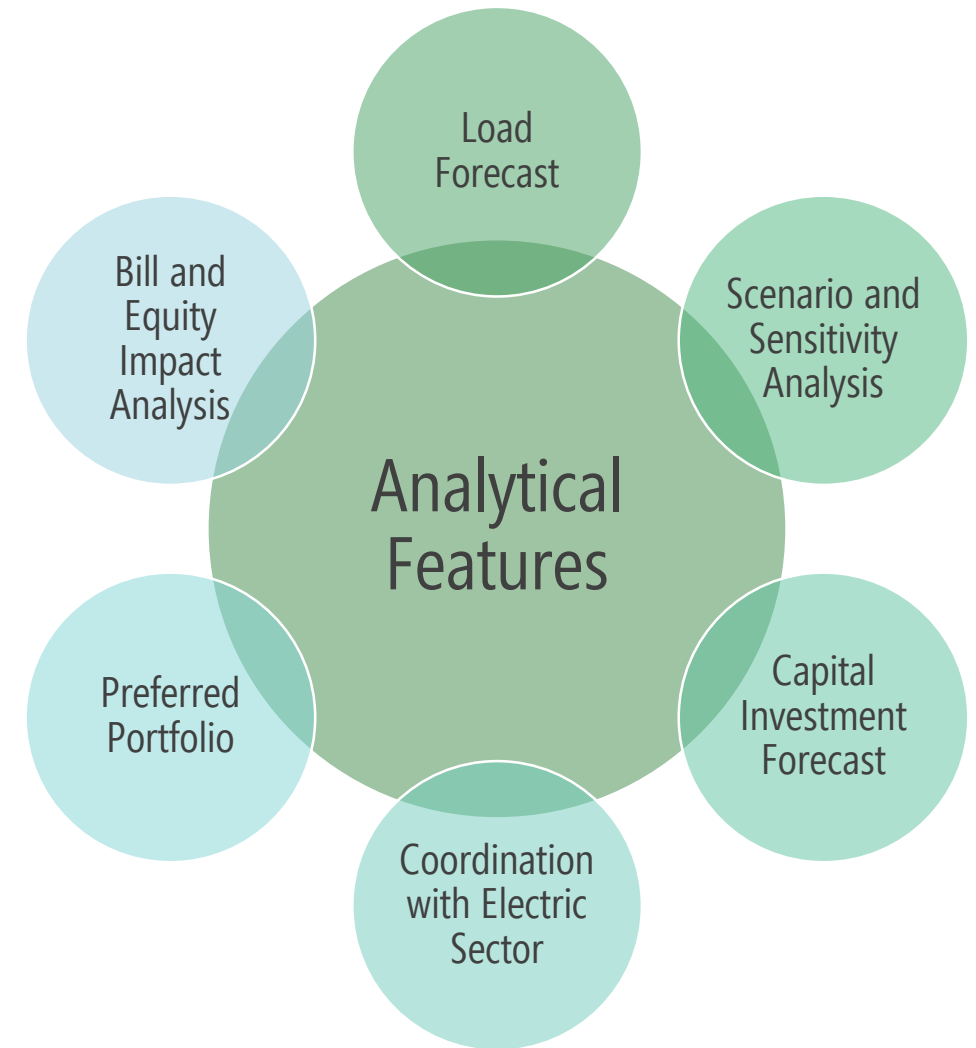 Load
Forecast
Scenario and
Sensitivity
Analysis
Capital
Investment
Forecast
Coordination
with Electric
Sector
Preferred
Portfolio
Bill and
Equity
Impact
Analysis
Analytical
Features